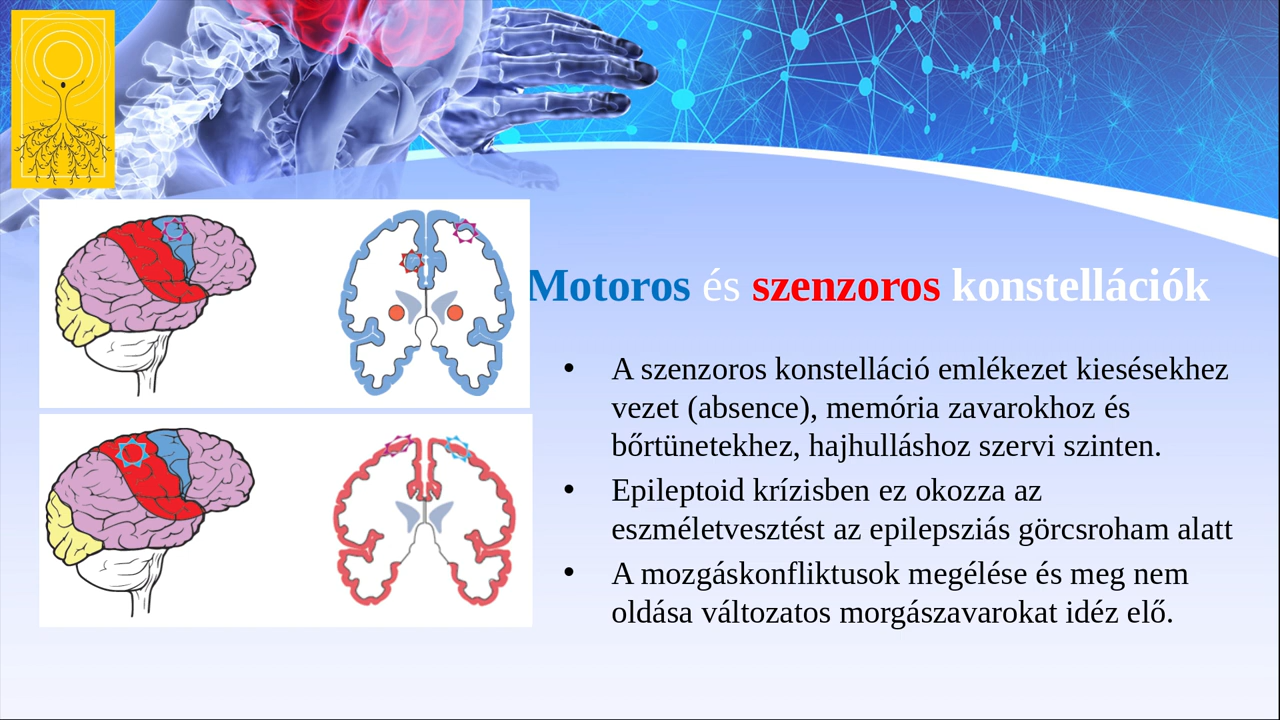 Motoros és szenzoros konstellációk
• A szenzoros konstelláció emlékezet kiesésekhez
vezet (absence), memória zavarokhoz és
bőrtünetekhez, hajhulláshoz szervi szinten.
• Epileptoid krízisben ez okozza az
eszméletvesztést az epilepsziás görcsroham alatt
• A mozgáskonfliktusok megélése és meg nem
oldása változatos morgászavarokat idéz elő.